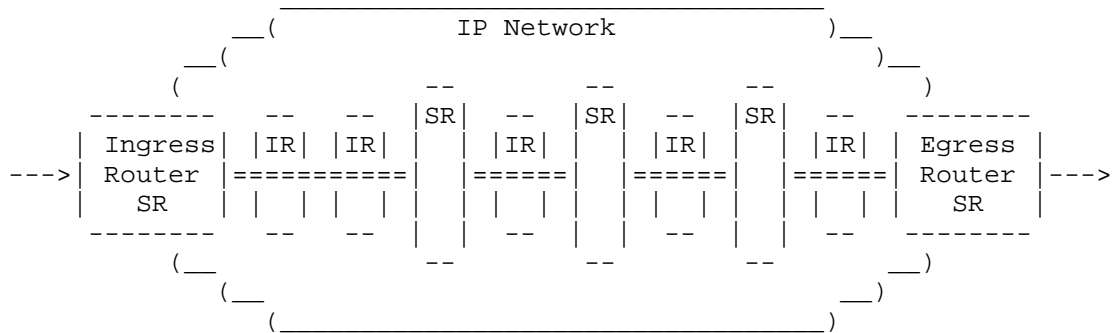 IP Network
SR SR SR
Ingress IR IR IR IR IR Egress
Router Router
SR SR